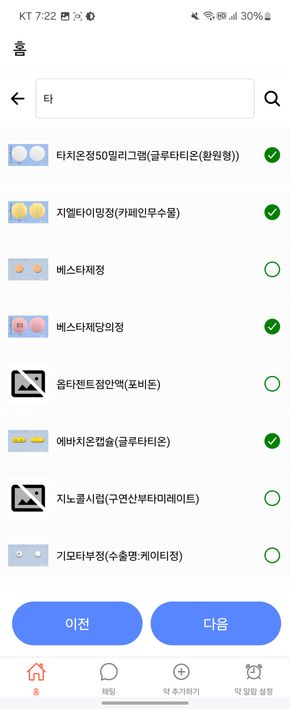 KT 7:22
30%
홈
타
타치온정50밀리그램(글루타티온(환원형))
지엘타이밍정(카페인무수물)
베스타제정
베스타제당의정
옵타젠트점안액(포비돈)
에바치온캡슐(글루타티온)
지노콜시럽(구연산부타미레이트)
기모타부정(수출명:케이티정)
이전
다음
홈
채팅
약 추가하기
약 알람 설정